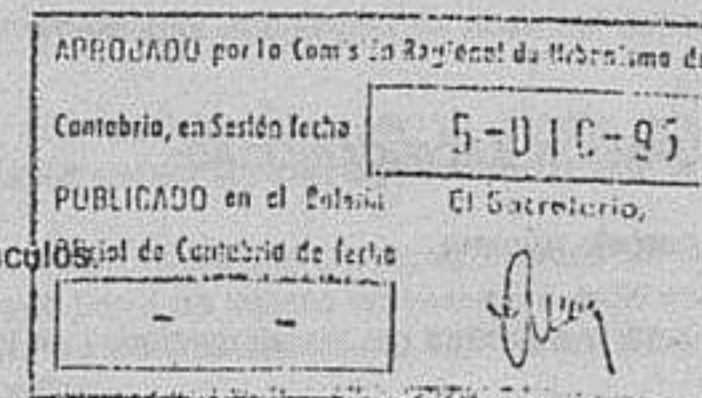 APROBADO por la Comisión Regional de Urbanismo de
Cantabria, en Sesión fecha
5-DIC-95
PUBLICADO en el Boletín
El Secretario,
Oficial de Cantabria de fecha
- -